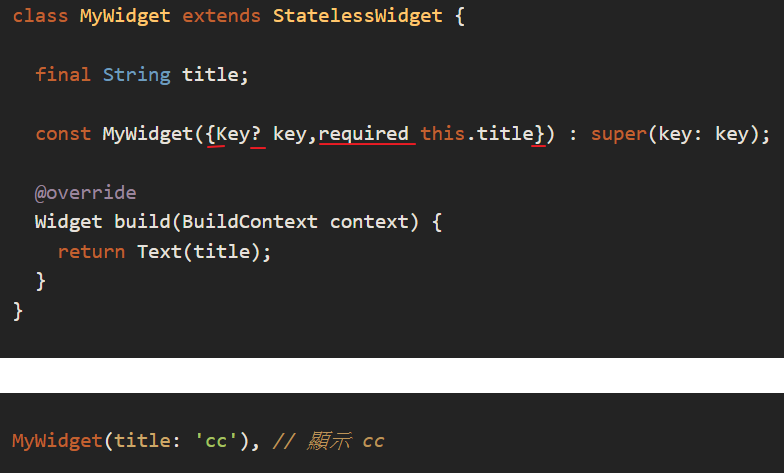 class MyWidget extends StatelessWidget {
final String title;
const MyWidget({Key? key,required this.title}) : super(key: key);
@override
Widget build(BuildContext context) {
return Text(title);
}
}
MyWidget(title: 'cc'), // 顯示 cc